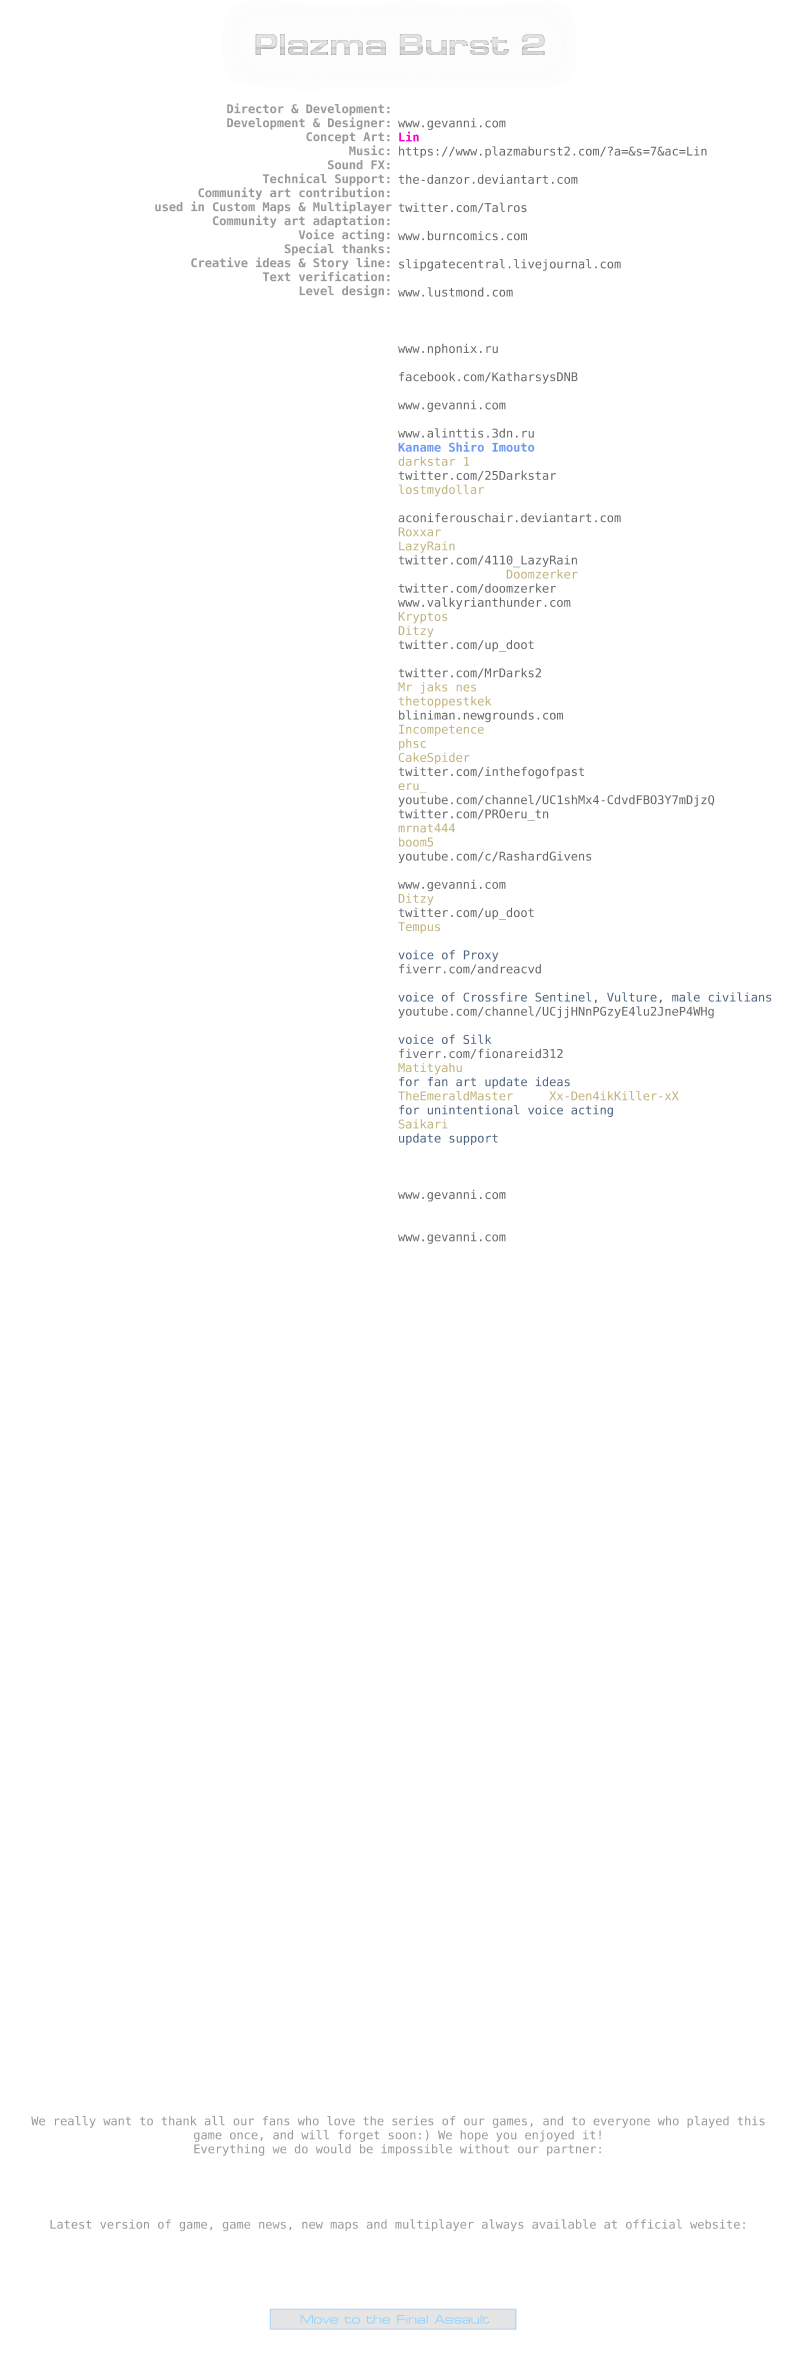 Plazma Burst 2
Director & Development:
Development & Designer: www.gevanni.com
Concept Art: Lin
Music: https://www.plazmaburst2.com/?a=&s=7&ac=Lin
Sound FX:
Technical Support: the-danzor.deviantart.com
Community art contribution:
used in Custom Maps & Multiplayer twitter.com/Talros
Community art adaptation:
Voice acting: www.burncomics.com
Special thanks:
Creative ideas & Story line: slipgatecentral.livejournal.com
Text verification:
Level design: www.lustmond.com
www.nphonix.ru
facebook.com/KatharsysDNB
www.gevanni.com
www.alinttis.3dn.ru
Kaname Shiro Imouto
darkstar 1
twitter.com/25Darkstar
lostmydollar
aconiferouschair.deviantart.com
Roxxar
LazyRain
twitter.com/4110_LazyRain
Doomzerker
twitter.com/doomzerker
www.valkyrianthunder.com
Kryptos
Ditzy
twitter.com/up_doot
twitter.com/MrDarks2
Mr jaks nes
thetoppestkek
bliniman.newgrounds.com
Incompetence
phsc
CakeSpider
twitter.com/inthefogofpast
eru_
youtube.com/channel/UC1shMx4-CdvdFBO3Y7mDjzQ
twitter.com/PROeru_tn
mrnat444
boom5
youtube.com/c/RashardGivens
www.gevanni.com
Ditzy
twitter.com/up_doot
Tempus
voice of Proxy
fiverr.com/andreacvd
voice of Crossfire Sentinel, Vulture, male civilians
youtube.com/channel/UCjjHNnPGzyE4lu2JneP4WHg
voice of Silk
fiverr.com/fionareid312
Matityahu
for fan art update ideas
TheEmeraldMaster Xx-Den4ikKiller-xX
for unintentional voice acting
Saikari
update support
www.gevanni.com
www.gevanni.com
We really want to thank all our fans who love the series of our games, and to everyone who played this
game once, and will forget soon:) We hope you enjoyed it!
Everything we do would be impossible without our partner:
Latest version of game, game news, new maps and multiplayer always available at official website:
Move to the Final Assault